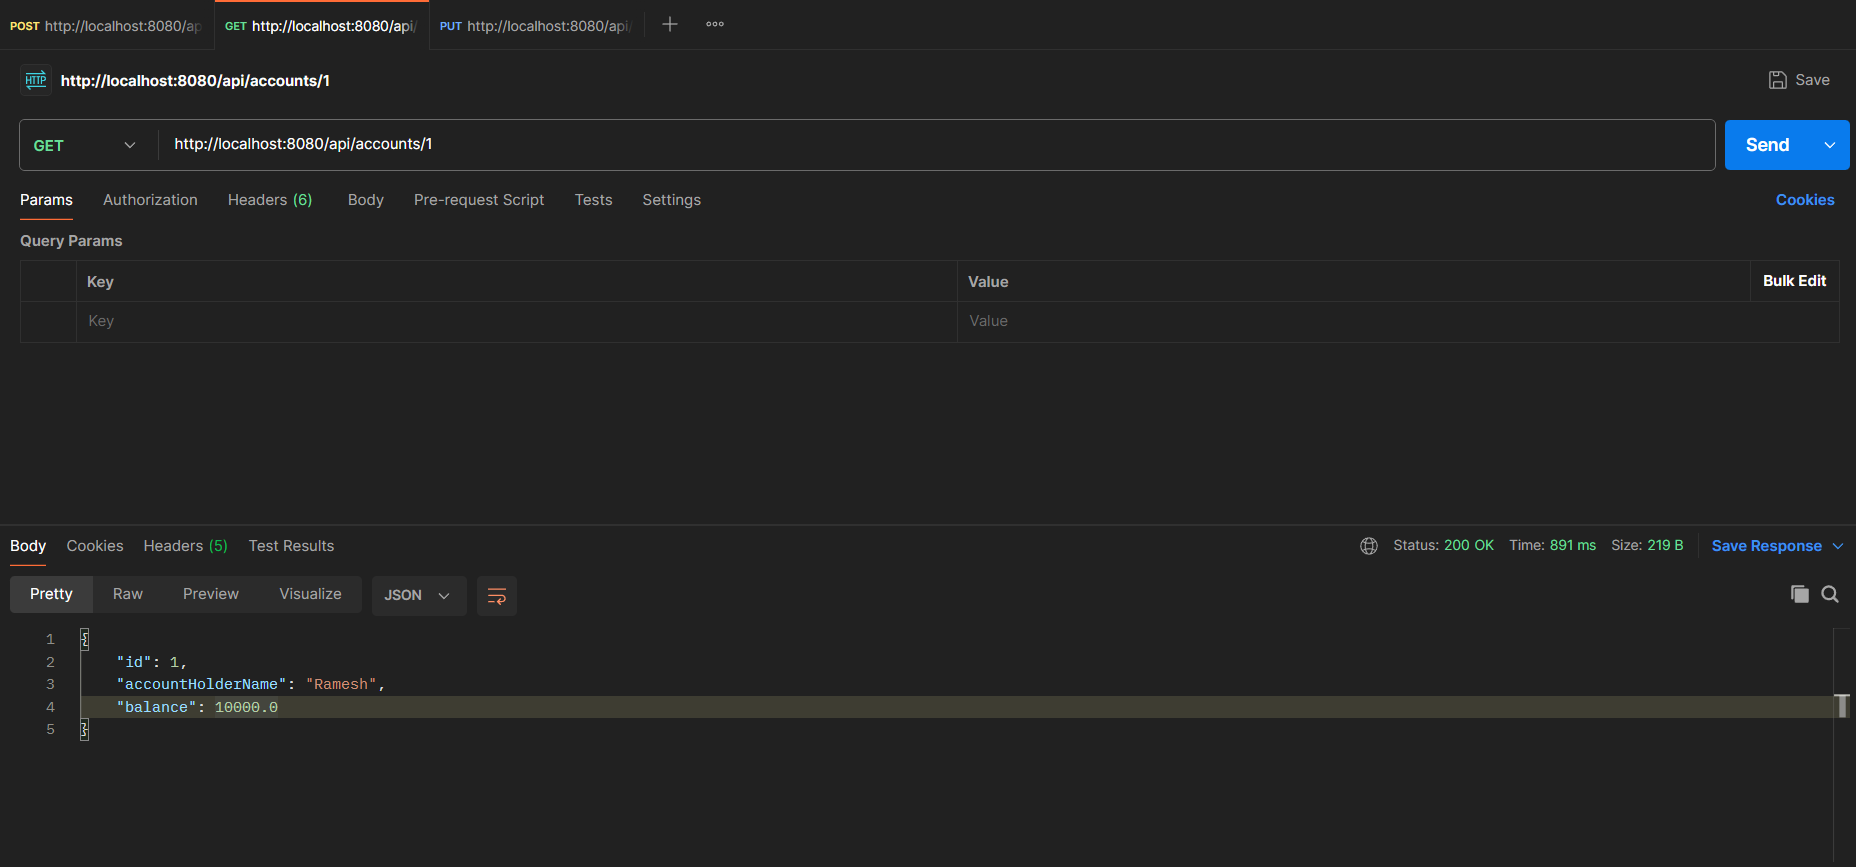 POST http://localhost:8080/ap GET http://localhost:8080/api/ PUT http://localhost:8080/api/
HTTP http://localhost:8080/api/accounts/1 Save
GET http://localhost:8080/api/accounts/1 Send
Params Authorization Headers (6) Body Pre-request Script Tests Settings Cookies
Query Params
Key Value Bulk Edit
Key Value
Body Cookies Headers (5) Test Results Status: 200 OK Time: 891 ms Size: 219 B Save Response
Pretty Raw Preview Visualize JSON
1 {
2 "id": 1,
3 "accountHolderName": "Ramesh",
4 "balance": 10000.0
5 }